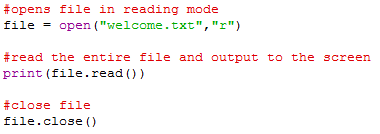 #opens file in reading mode
file = open("welcome.txt","r")
#read the entire file and output to the screen
print(file.read())
#close file
file.close()